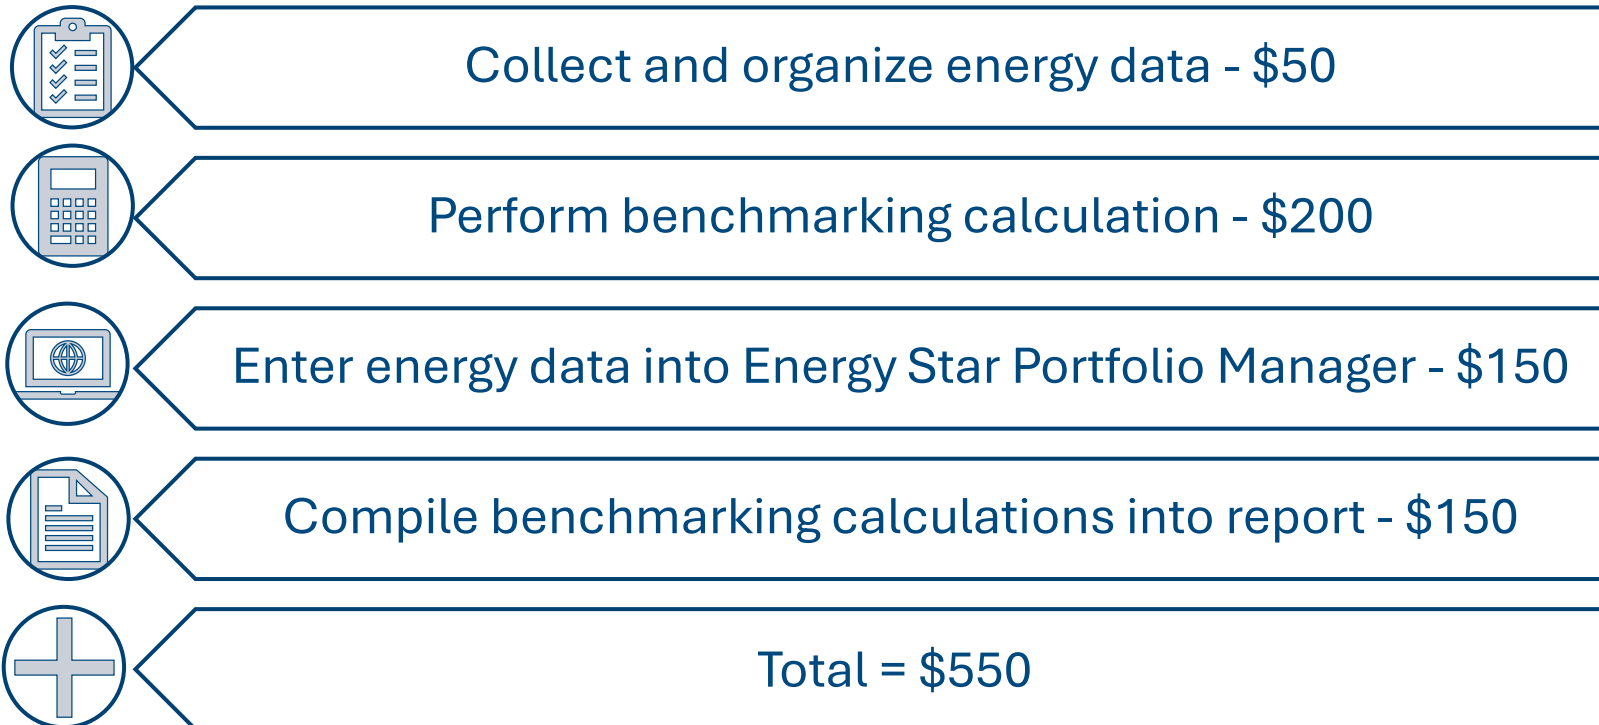 Collect and organize energy data - $50
Perform benchmarking calculation - $200
Enter energy data into Energy Star Portfolio Manager - $150
Compile benchmarking calculations into report - $150
Total = $550